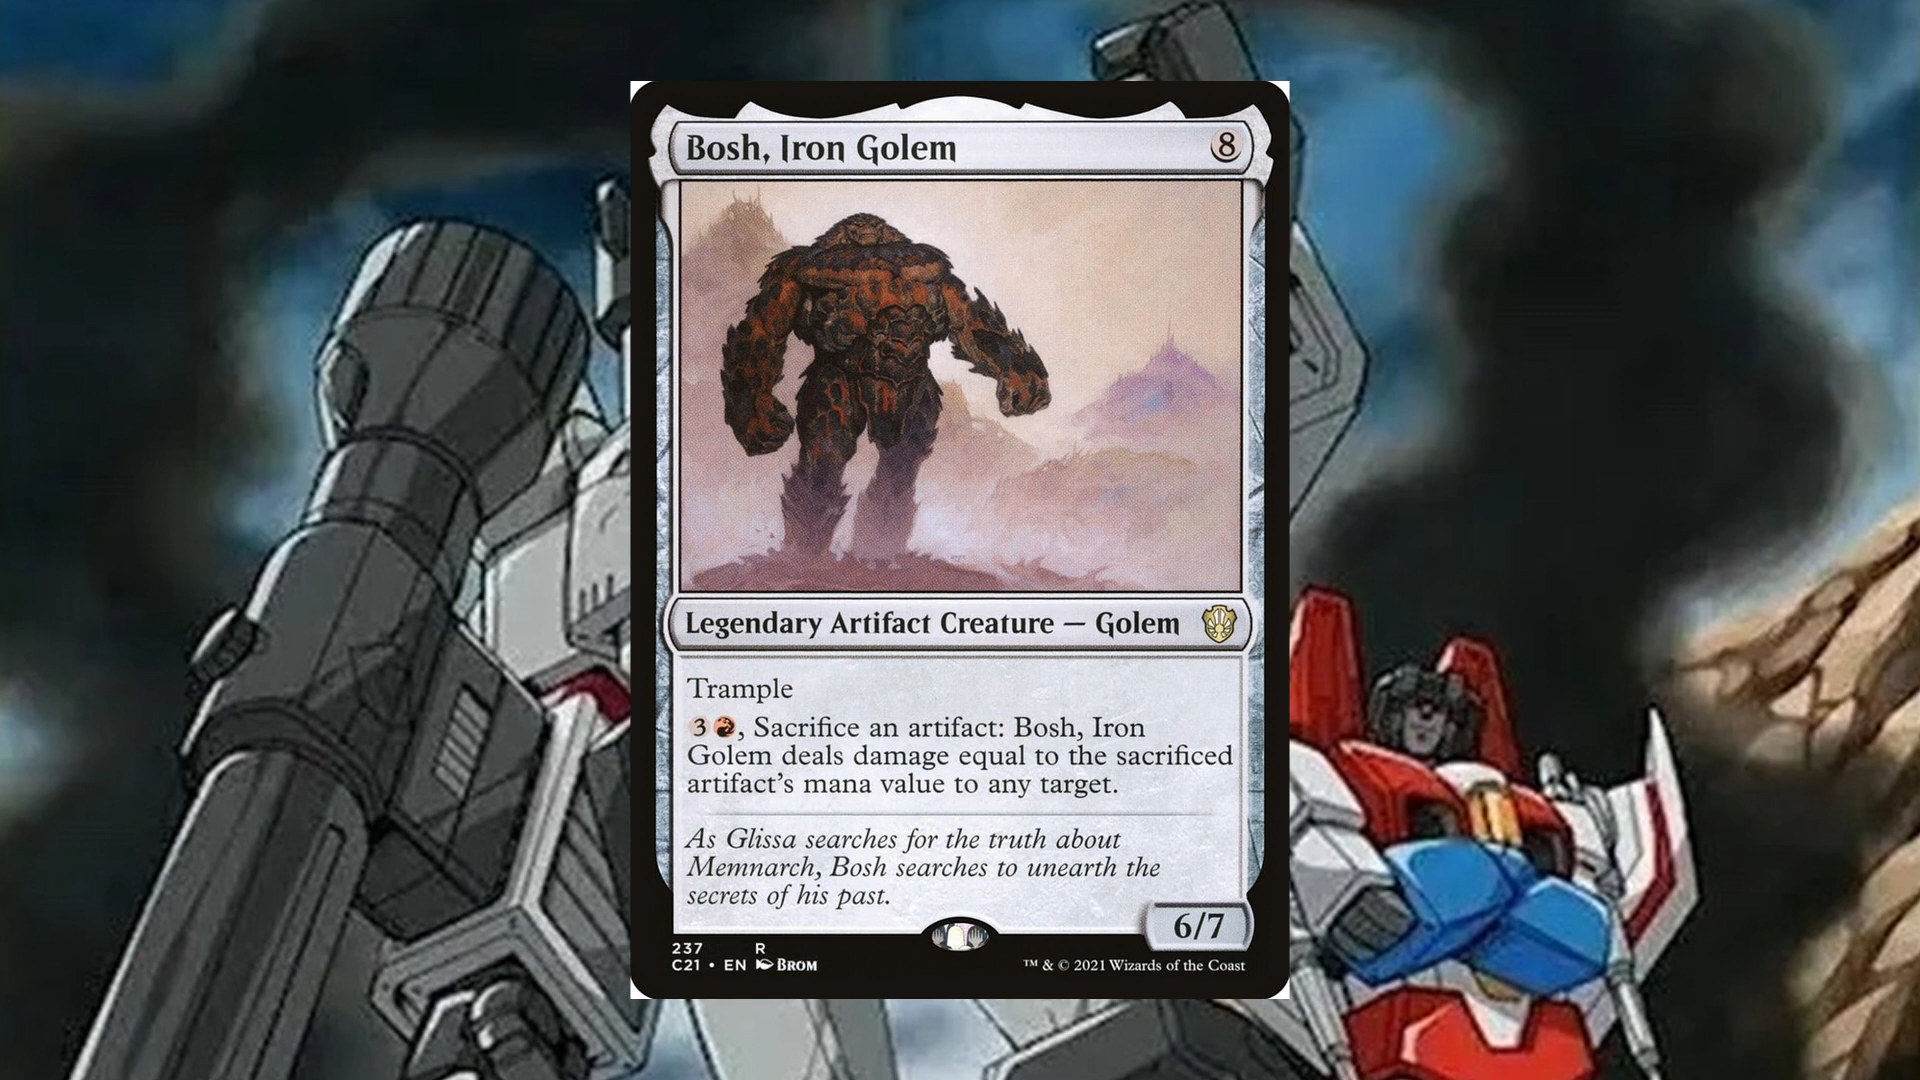 Bosh, Iron Golem 8
Legendary Artifact Creature — Golem
Trample
3, Sacrifice an artifact: Bosh, Iron
Golem deals damage equal to the sacrificed
artifact's mana value to any target.
As Glissa searches for the truth about
Memnarch, Bosh searches to unearth the
secrets of his past.
6/7
237 R
C21 • EN BROM
™ & © 2021 Wizards of the Coast